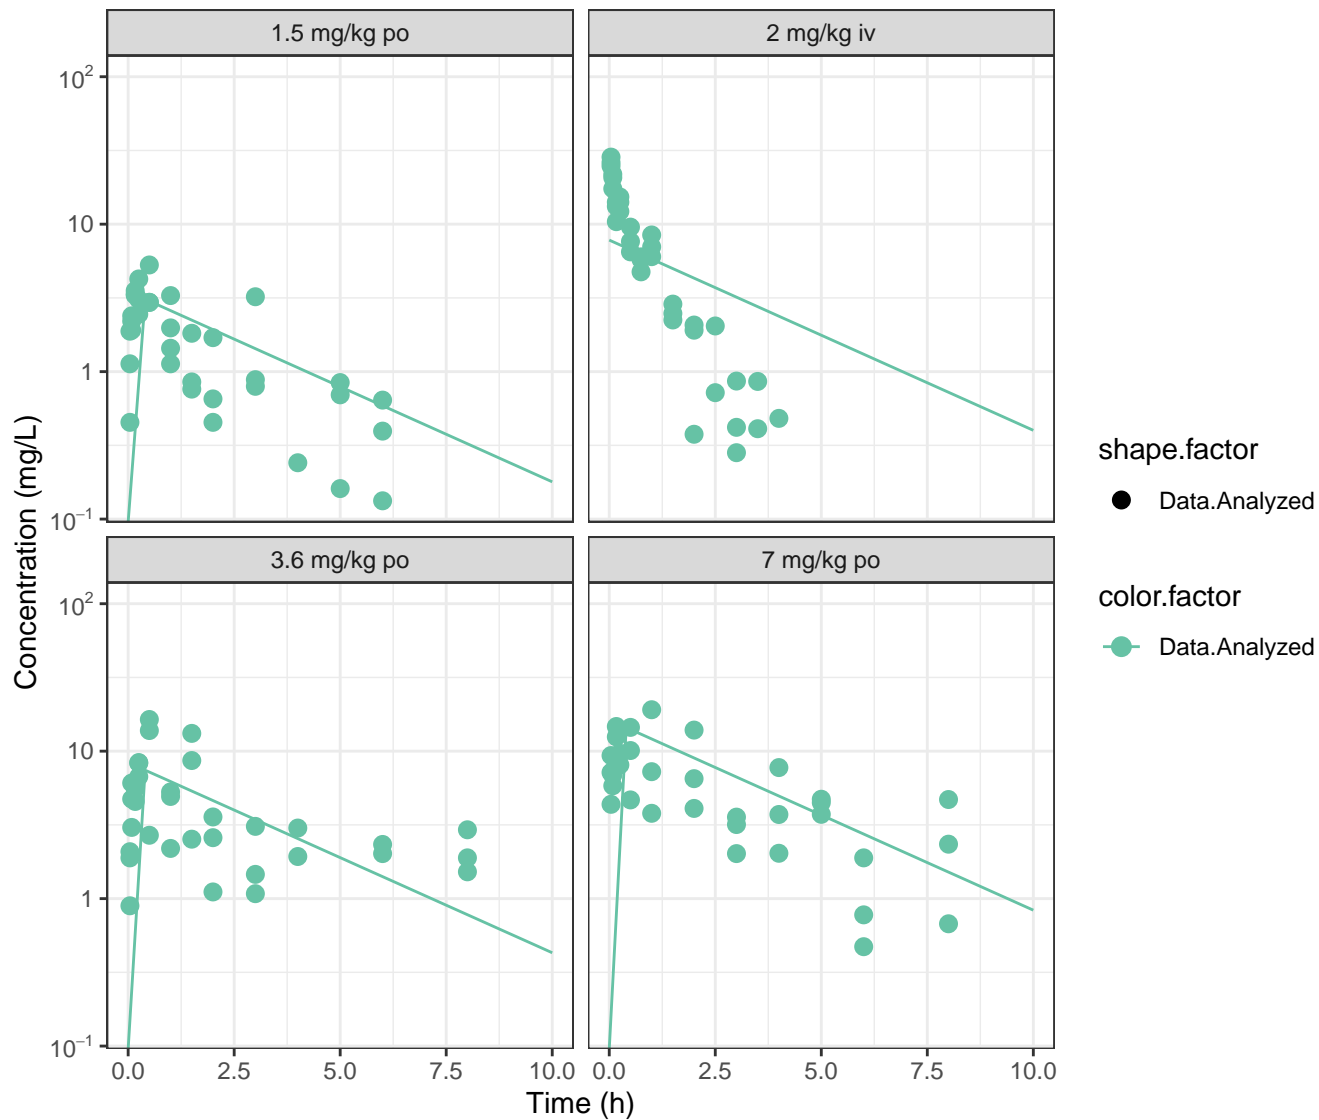 1.5 mg/kg po
2 mg/kg iv
10²
10
1
10⁻¹
3.6 mg/kg po
7 mg/kg po
10²
10
1
10⁻¹
0.0 2.5 5.0 7.5 10.0
0.0 2.5 5.0 7.5 10.0
Time (h)
Concentration (mg/L)
shape.factor
Data.Analyzed
color.factor
Data.Analyzed